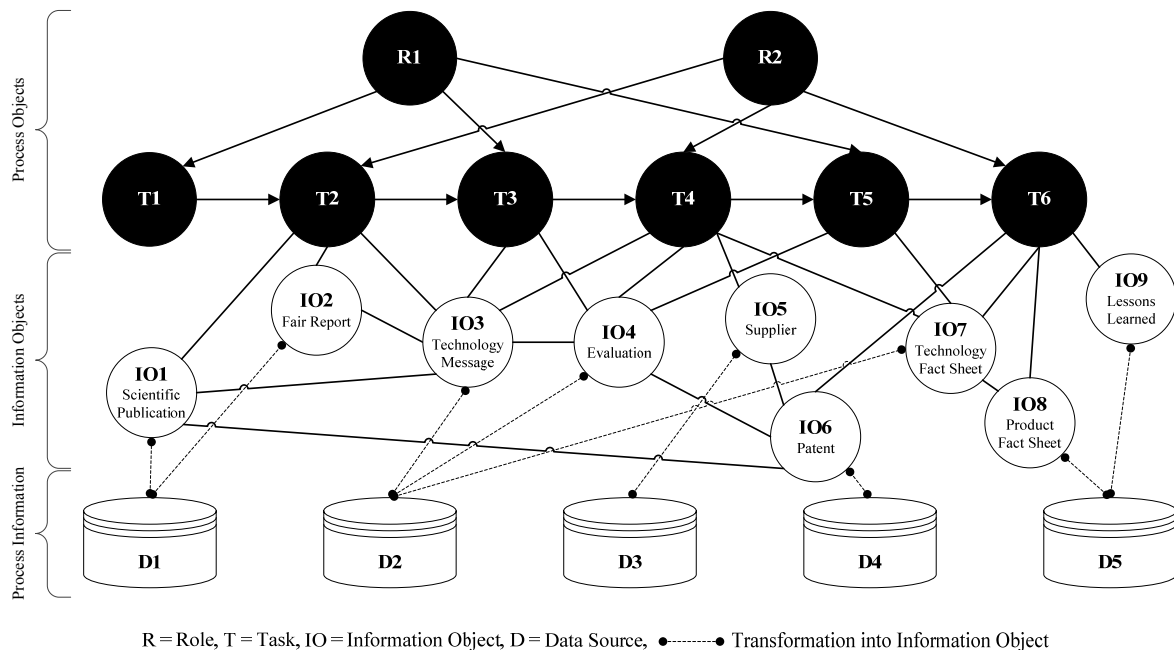 Process Objects
R1
R2
T1
T2
T3
T4
T5
T6
Information Objects
IO1
Scientific
Publication
IO2
Fair Report
IO3
Technology
Message
IO4
Evaluation
IO5
Supplier
IO6
Patent
IO7
Technology
Fact Sheet
IO8
Product
Fact Sheet
IO9
Lessons
Learned
Process Information
D1
D2
D3
D4
D5
R = Role, T = Task, IO = Information Object, D = Data Source, Transformation into Information Object